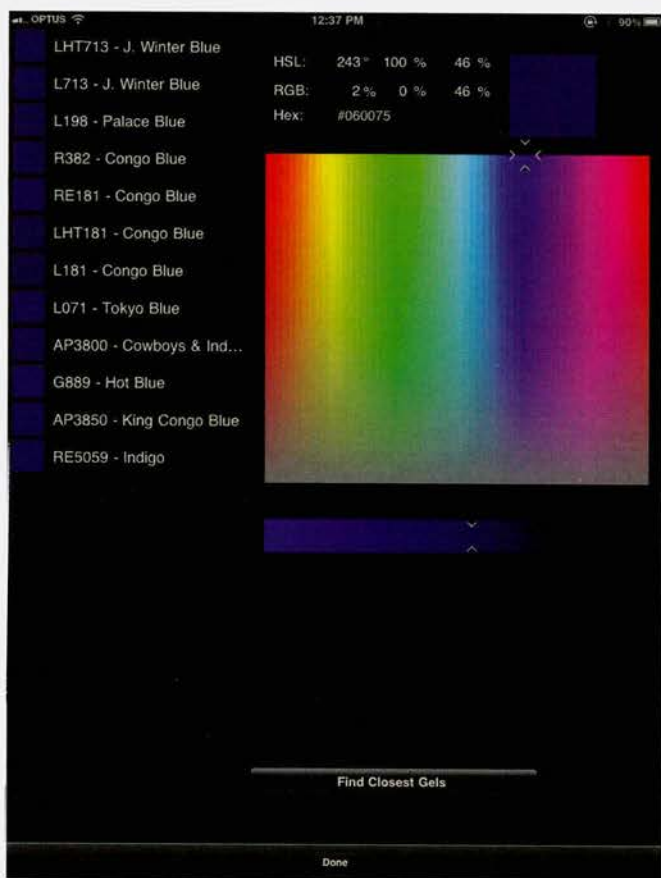 OPTUS 12:37 PM 90%
LHT713 - J. Winter Blue
L713 - J. Winter Blue
L198 - Palace Blue
R382 - Congo Blue
RE181 - Congo Blue
LHT181 - Congo Blue
L181 - Congo Blue
L071 - Tokyo Blue
AP3800 - Cowboys & Ind...
G889 - Hot Blue
AP3850 - King Congo Blue
RE5059 - Indigo
HSL: 243° 100 % 46 %
RGB: 2 % 0 % 46 %
Hex: #060075
Find Closest Gels
Done